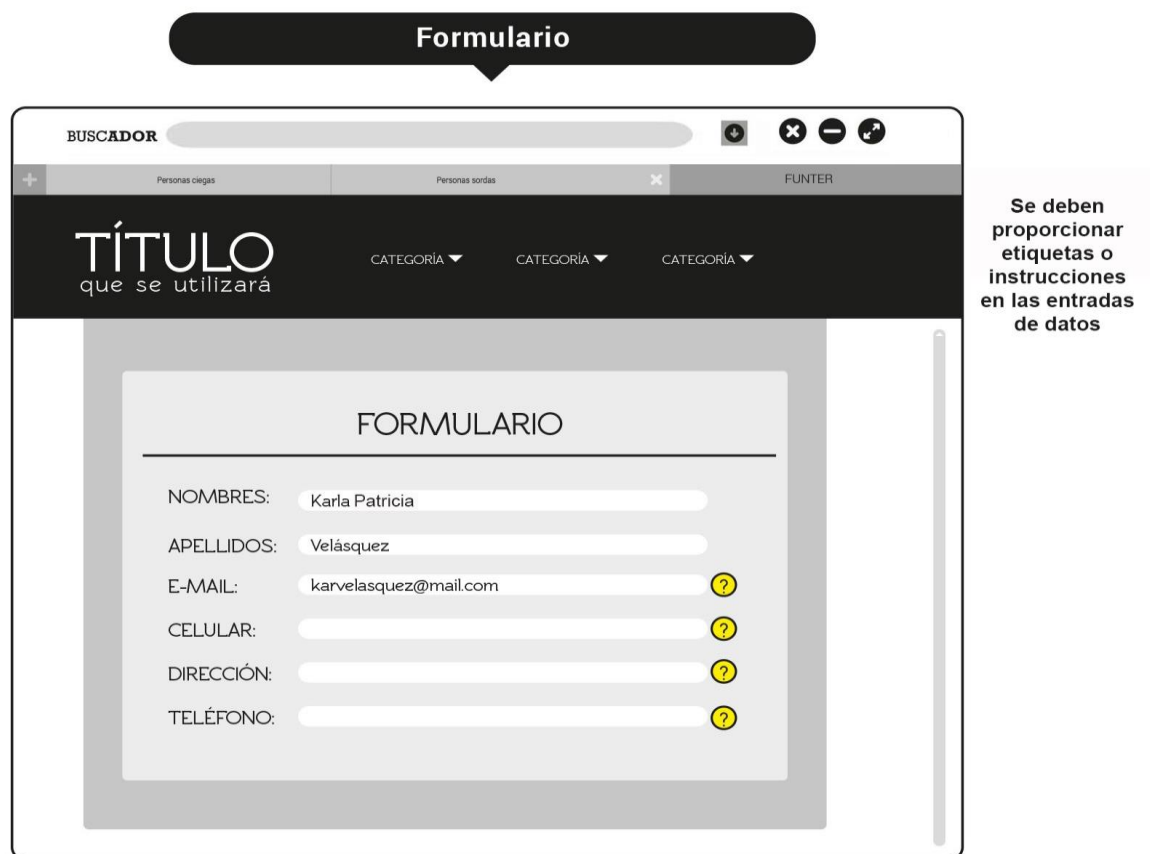 Formulario
BUSCADOR
Personas ciegas
Personas sordas
FUNTER
TÍTULO
que se utilizará
CATEGORÍA
CATEGORÍA
CATEGORÍA
Se deben
proporcionar
etiquetas o
instrucciones
en las entradas
de datos
FORMULARIO
NOMBRES: Karla Patricia
APELLIDOS: Velásquez
E-MAIL: karvelasquez@mail.com ?
CELULAR: ?
DIRECCIÓN: ?
TELÉFONO: ?